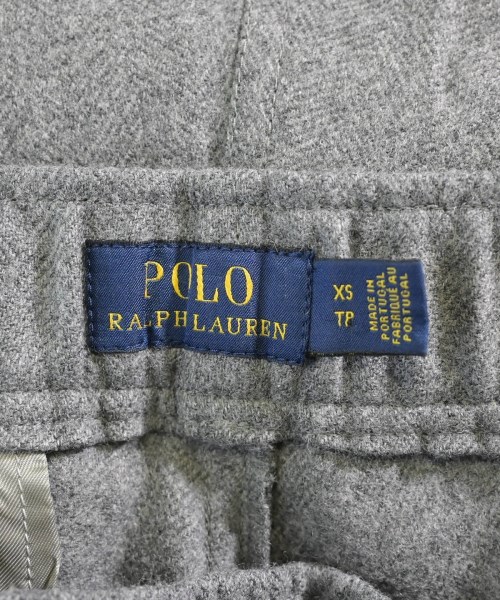 POLO
RALPH LAUREN
XS
TP
MADE IN
PORTUGAL
FABRIQUÉ AU
PORTUGAL